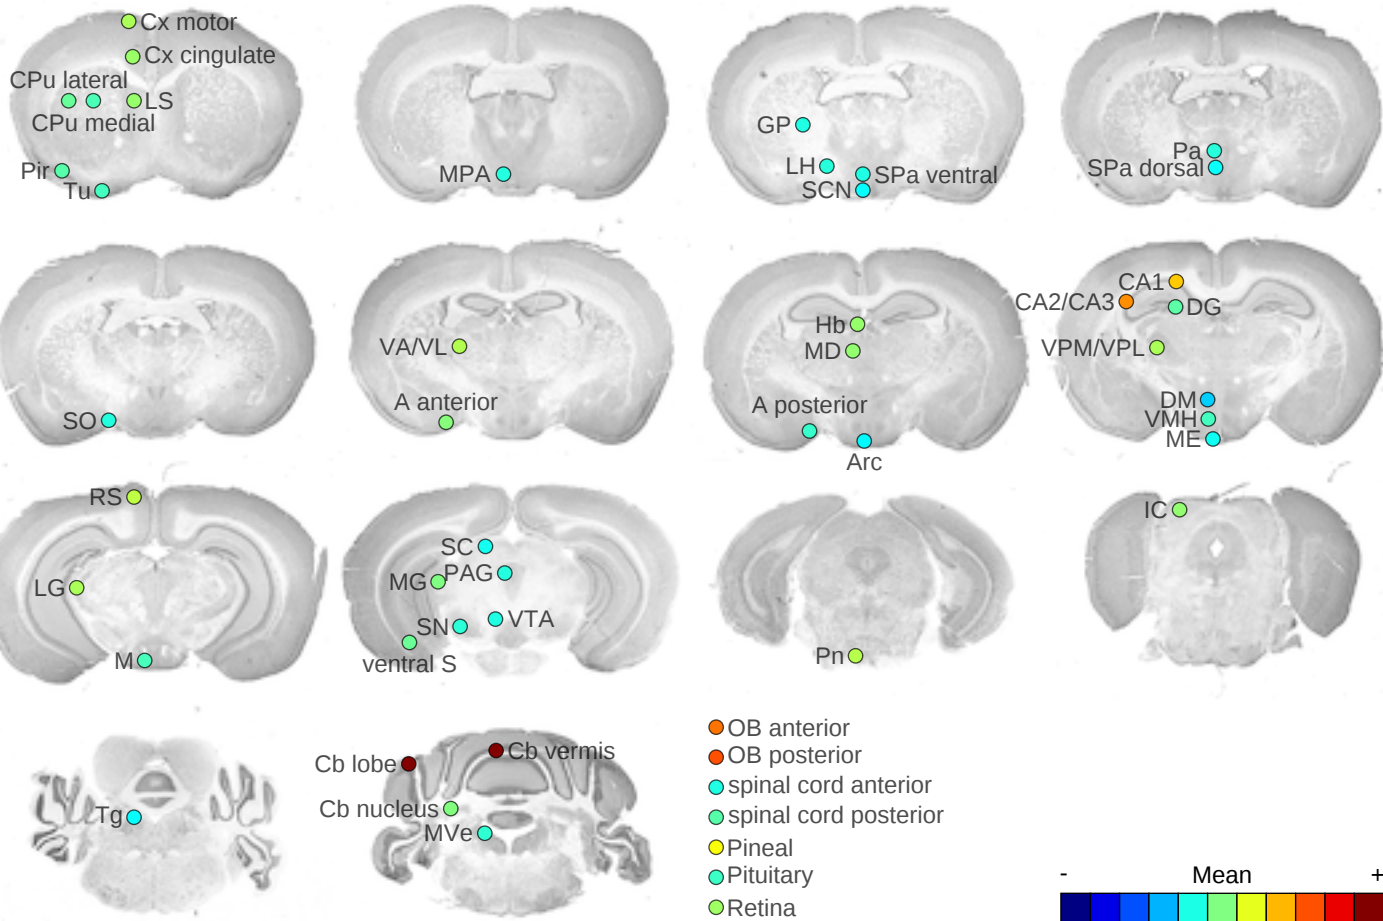 Cx motor
Cx cingulate
CPu lateral
LS
CPu medial
Pir
Tu
MPA
GP
LH
SPa ventral
SCN
Pa
SPa dorsal
SO
VA/VL
A anterior
Hb
MD
A posterior
Arc
CA1
CA2/CA3
DG
VPM/VPL
DM
VMH
ME
RS
LG
M
SC
PAG
MG
SN
VTA
ventral S
Pn
IC
Tg
Cb lobe
Cb vermis
Cb nucleus
MVe
OB anterior
OB posterior
spinal cord anterior
spinal cord posterior
Pineal
Pituitary
Retina
- Mean +